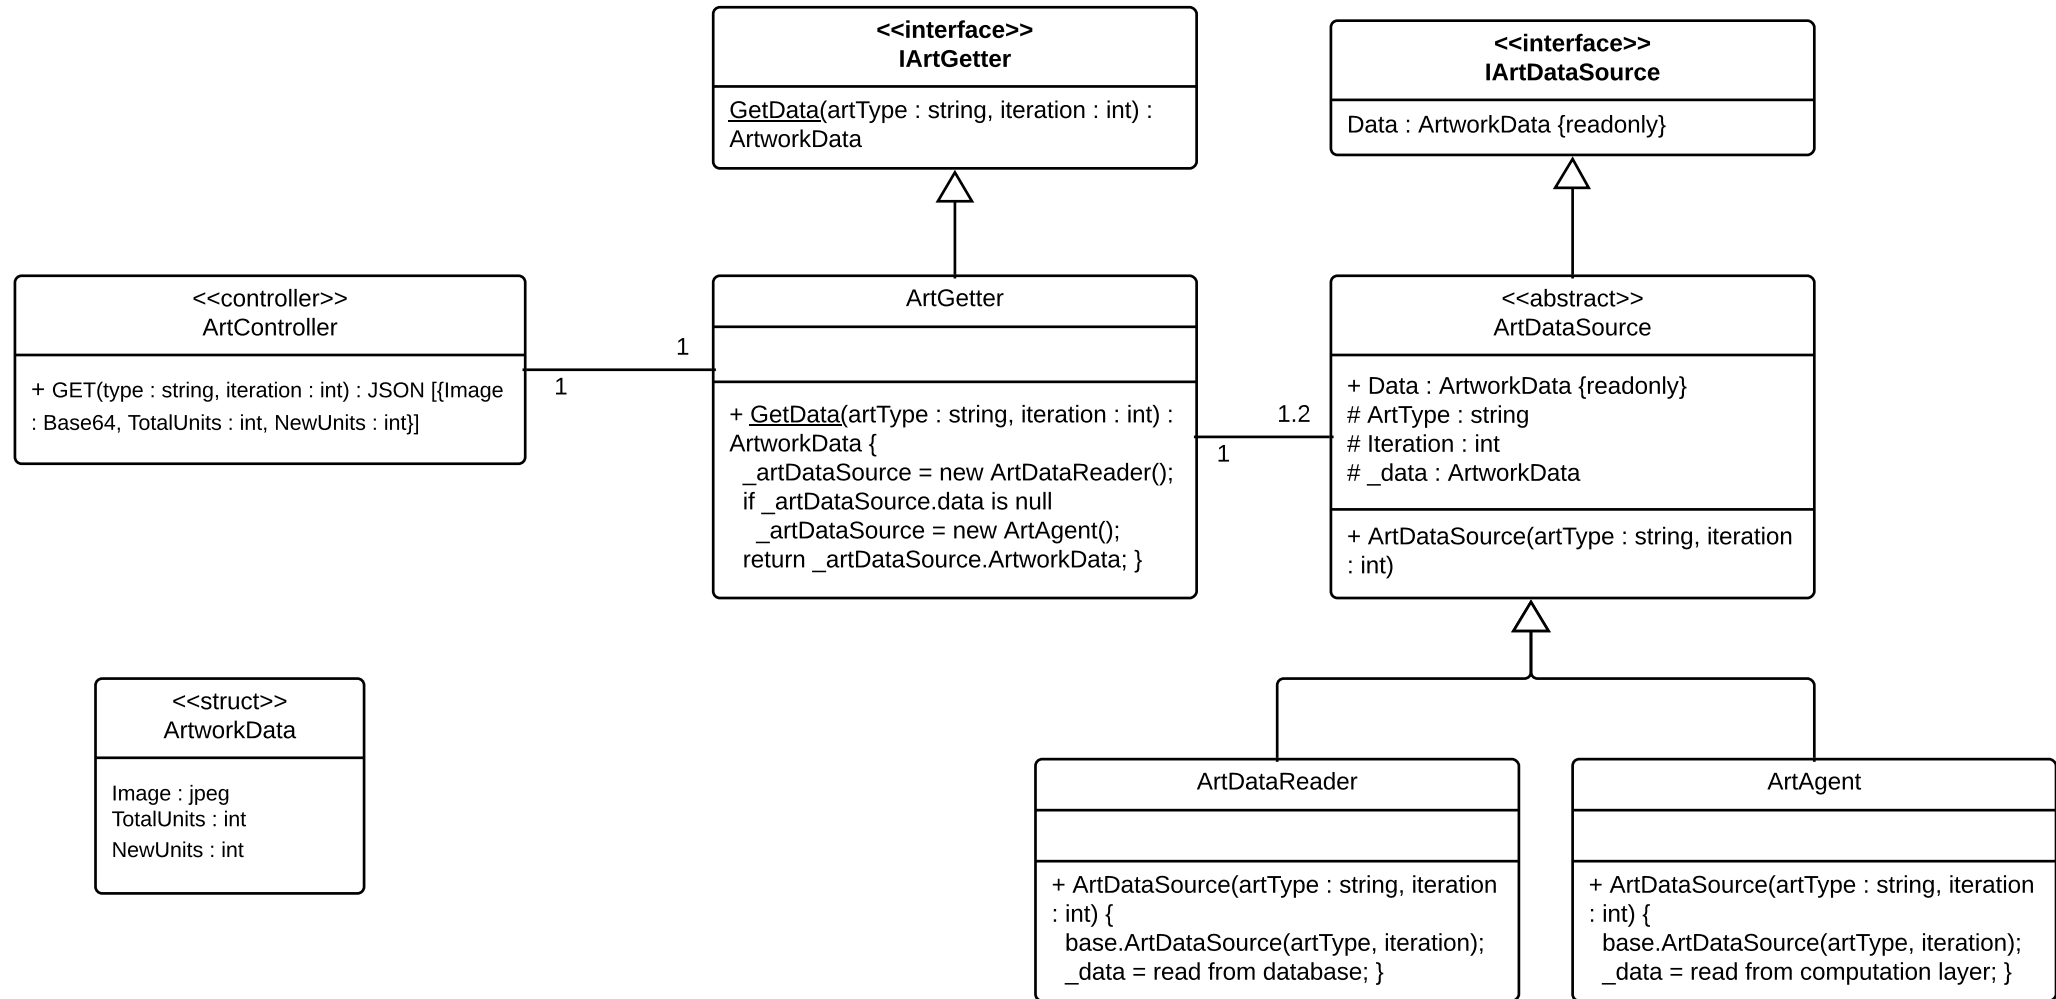 <<interface>>
IArtGetter
GetData(artType : string, iteration : int) :
ArtworkData
<<interface>>
IArtDataSource
Data : ArtworkData {readonly}
<<controller>>
ArtController
+ GET(type : string, iteration : int) : JSON [{Image
: Base64, TotalUnits : int, NewUnits : int}]
1
1
ArtGetter
+ GetData(artType : string, iteration : int) :
ArtworkData {
_artDataSource = new ArtDataReader();
if _artDataSource.data is null
_artDataSource = new ArtAgent();
return _artDataSource.ArtworkData; }
1.2
1
<<abstract>>
ArtDataSource
+ Data : ArtworkData {readonly}
# ArtType : string
# Iteration : int
# _data : ArtworkData
+ ArtDataSource(artType : string, iteration
: int)
<<struct>>
ArtworkData
Image : jpeg
TotalUnits : int
NewUnits : int
ArtDataReader
+ ArtDataSource(artType : string, iteration
: int) {
base.ArtDataSource(artType, iteration);
_data = read from database; }
ArtAgent
+ ArtDataSource(artType : string, iteration
: int) {
base.ArtDataSource(artType, iteration);
_data = read from computation layer; }